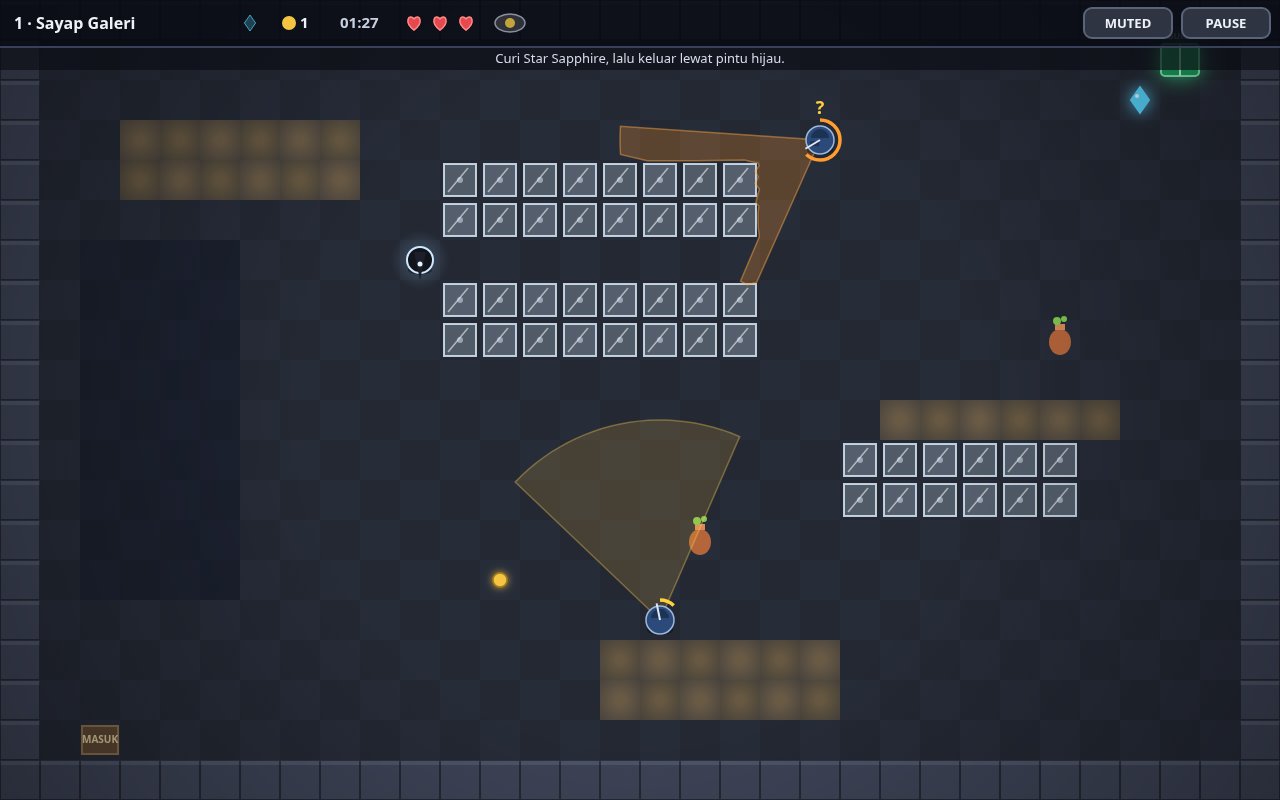 1 · Sayap Galeri
1
01:27
MUTED
PAUSE
Curi Star Sapphire, lalu keluar lewat pintu hijau.
?
MASUK